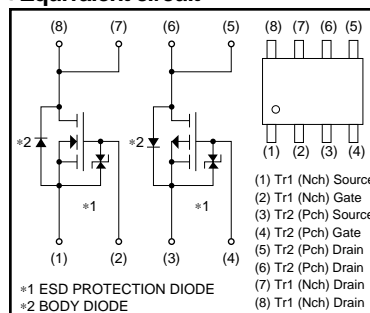 (8) (7) (6) (5)
(8) (7) (6) (5)
∗2
∗2
∗1
∗1
(1) (2) (3) (4)
(1) (2) (3) (4)
(1) Tr1 (Nch) Source
(2) Tr1 (Nch) Gate
(3) Tr2 (Pch) Source
(4) Tr2 (Pch) Gate
(5) Tr2 (Pch) Drain
(6) Tr2 (Pch) Drain
(7) Tr1 (Nch) Drain
(8) Tr1 (Nch) Drain
∗1 ESD PROTECTION DIODE
∗2 BODY DIODE